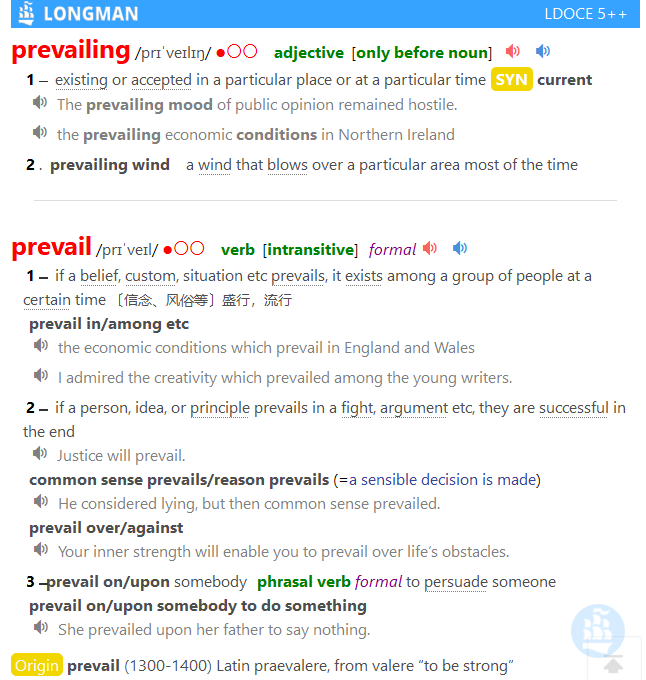 LONGMAN LDOCE 5++
prevailing /prɪˈveɪlɪŋ/ ●○○ adjective [only before noun]
1 – existing or accepted in a particular place or at a particular time SYN current
The prevailing mood of public opinion remained hostile.
the prevailing economic conditions in Northern Ireland
2 . prevailing wind a wind that blows over a particular area most of the time
prevail /prɪˈveɪl/ ●○○ verb [intransitive] formal
1 – if a belief, custom, situation etc prevails, it exists among a group of people at a
certain time 〔信念、风俗等〕盛行，流行
prevail in/among etc
the economic conditions which prevail in England and Wales
I admired the creativity which prevailed among the young writers.
2 – if a person, idea, or principle prevails in a fight, argument etc, they are successful in
the end
Justice will prevail.
common sense prevails/reason prevails (=a sensible decision is made)
He considered lying, but then common sense prevailed.
prevail over/against
Your inner strength will enable you to prevail over life’s obstacles.
3 –prevail on/upon somebody phrasal verb formal to persuade someone
prevail on/upon somebody to do something
She prevailed upon her father to say nothing.
Origin prevail (1300-1400) Latin praevalere, from valere “to be strong”